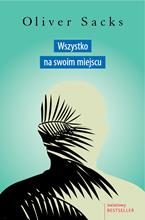 Oliver Sacks
Wszystko
na swoim miejscu
światowy
BESTSELLER